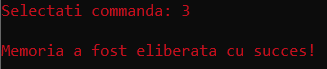 Selectati commanda: 3
Memoria a fost eliberata cu succes!